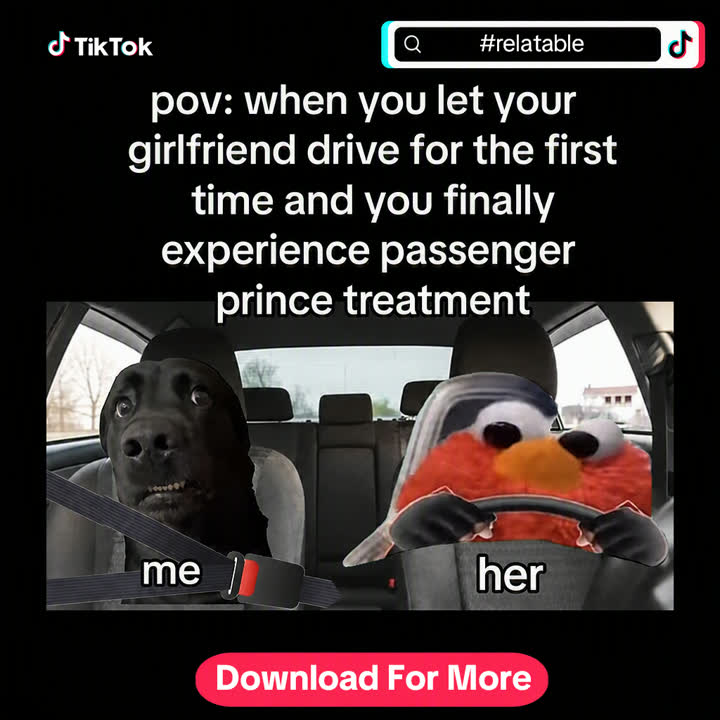 TikTok
#relatable
pov: when you let your
girlfriend drive for the first
time and you finally
experience passenger
prince treatment
me
her
Download For More